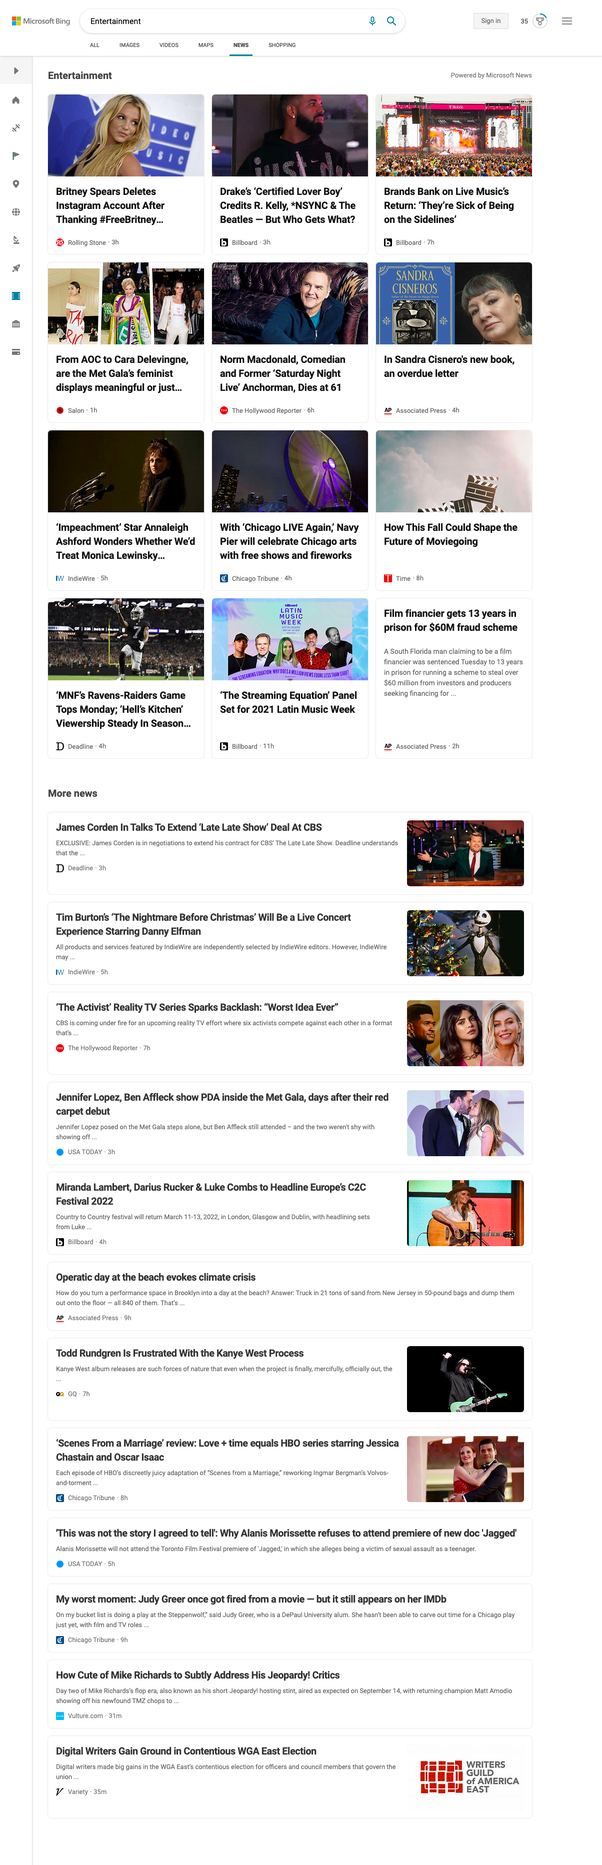 Microsoft Bing
Entertainment
Sign in
35
ALL
IMAGES
VIDEOS
MAPS
NEWS
SHOPPING
Entertainment
Powered by Microsoft News
Britney Spears Deletes
Instagram Account After
Thanking #FreeBritney...
Rolling Stone · 3h
Drake's 'Certified Lover Boy'
Credits R. Kelly, *NSYNC & The
Beatles — But Who Gets What?
Billboard · 3h
Brands Bank on Live Music's
Return: 'They're Sick of Being
on the Sidelines'
Billboard · 7h
From AOC to Cara Delevingne,
are the Met Gala's feminist
displays meaningful or just...
Salon · 1h
Norm Macdonald, Comedian
and Former 'Saturday Night
Live' Anchorman, Dies at 61
The Hollywood Reporter · 6h
SANDRA
CISNEROS
In Sandra Cisneros's new book,
an overdue letter
Associated Press · 4h
'Impeachment' Star Annaleigh
Ashford Wonders Whether We'd
Treat Monica Lewinsky...
IndieWire · 5h
With 'Chicago LIVE Again,' Navy
Pier will celebrate Chicago arts
with free shows and fireworks
Chicago Tribune · 4h
How This Fall Could Shape the
Future of Moviegoing
Time · 8h
'MNF's Ravens-Raiders Game
Tops Monday; 'Hell's Kitchen'
Viewership Steady In Season...
Deadline · 4h
LATIN
MUSIC
WEEK
'The Streaming Equation' Panel
Set for 2021 Latin Music Week
Billboard · 11h
Film financier gets 13 years in
prison for $60M fraud scheme
A South Florida man claiming to be a film
financier was sentenced Tuesday to 13 years
in prison for running a scheme to steal over
$60 million from investors and producers
seeking financing for ...
Associated Press · 2h
More news
James Corden In Talks To Extend 'Late Late Show' Deal At CBS
EXCLUSIVE: James Corden is in negotiations to extend his contract for CBS' The Late Late Show. Deadline understands
that the ...
Deadline · 3h
Tim Burton's 'The Nightmare Before Christmas' Will Be a Live Concert
Experience Starring Danny Elfman
All products and services featured by IndieWire are independently selected by IndieWire editors. However, IndieWire
may ...
IndieWire · 5h
'The Activist' Reality TV Series Sparks Backlash: "Worst Idea Ever"
CBS is coming under fire for an upcoming reality TV effort where six activists compete against each other in a format
that's ...
The Hollywood Reporter · 7h
Jennifer Lopez, Ben Affleck show PDA inside the Met Gala, days after their red
carpet debut
Jennifer Lopez posed on the Met Gala steps alone, but Ben Affleck still attended – and the two weren't shy with
showing off ...
USA TODAY · 3h
Miranda Lambert, Darius Rucker & Luke Combs to Headline Europe's C2C
Festival 2022
Country to Country festival will return March 11-13, 2022, in London, Glasgow and Dublin, with headlining sets
from Luke ...
Billboard · 4h
Operatic day at the beach evokes climate crisis
How do you turn a performance space in Brooklyn into a day at the beach? Answer: Truck in 21 tons of sand from New Jersey in 50-pound bags and dump them
out onto the floor — all 840 of them. That's ...
Associated Press · 9h
Todd Rundgren Is Frustrated With the Kanye West Process
Kanye West album releases are such forces of nature that even when the project is finally, mercifully, officially out, the
...
GQ · 7h
'Scenes From a Marriage' review: Love + time equals HBO series starring Jessica
Chastain and Oscar Isaac
Each episode of HBO's discreetly juicy adaptation of "Scenes from a Marriage," reworking Ingmar Bergman's Volvos-
and-torment ...
Chicago Tribune · 8h
'This was not the story I agreed to tell': Why Alanis Morissette refuses to attend premiere of new doc 'Jagged'
Alanis Morissette will not attend the Toronto Film Festival premiere of 'Jagged,' in which she alleges being a victim of sexual assault as a teenager.
USA TODAY · 5h
My worst moment: Judy Greer once got fired from a movie — but it still appears on her IMDb
On my bucket list is doing a play at the Steppenwolf," said Judy Greer, who is a DePaul University alum. She hasn't been able to carve out time for a Chicago play
just yet, with film and TV roles ...
Chicago Tribune · 9h
How Cute of Mike Richards to Subtly Address His Jeopardy! Critics
Day two of Mike Richards's flop era, also known as his short Jeopardy! hosting stint, aired as expected on September 14, with returning champion Matt Amodio
showing off his newfound TMZ chops to ...
Vulture.com · 31m
Digital Writers Gain Ground in Contentious WGA East Election
Digital writers made big gains in the WGA East's contentious election for officers and council members that govern the
union ...
Variety · 35m
WRITERS
GUILD
of AMERICA
EAST